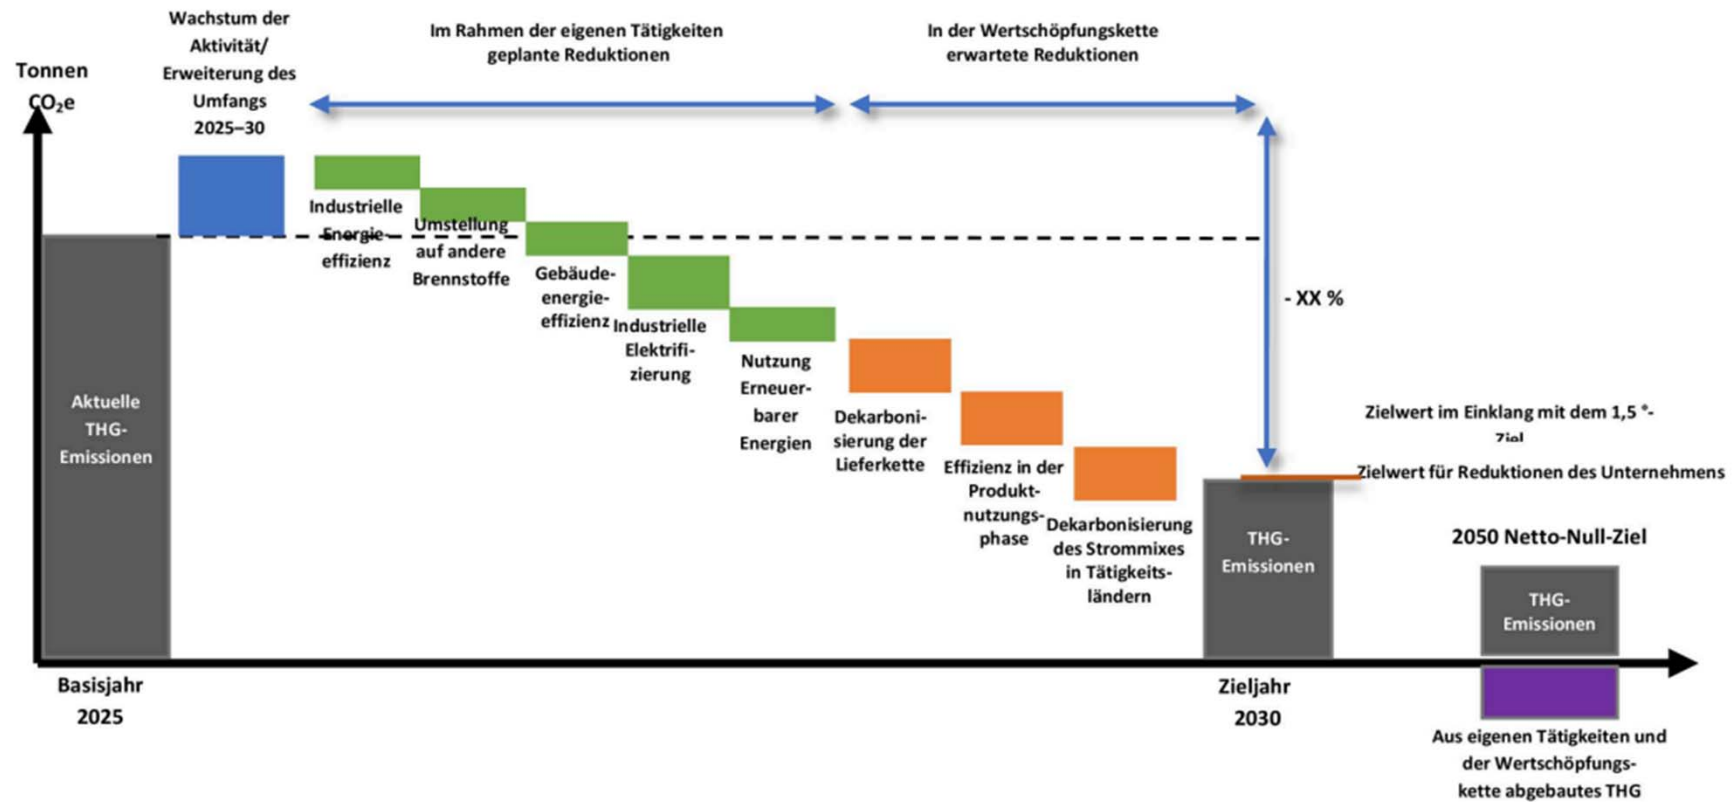 Tonnen
CO₂e
Wachstum der
Aktivität/
Erweiterung des
Umfangs
2025–30
Im Rahmen der eigenen Tätigkeiten
geplante Reduktionen
In der Wertschöpfungskette
erwartete Reduktionen
Industrielle
Energie-
effizienz
Umstellung
auf andere
Brennstoffe
Gebäude-
energie-
effizienz
Industrielle
Elektrifi-
zierung
Nutzung
Erneuer-
barer
Energien
Dekarboni-
sierung der
Lieferkette
Effizienz in der
Produkt-
nutzungs-
phase
Dekarbonisierung
des Strommixes
in Tätigkeits-
ländern
- XX %
Aktuelle
THG-
Emissionen
THG-
Emissionen
Zielwert im Einklang mit dem 1,5 °-
Ziel
Zielwert für Reduktionen des Unternehmens
2050 Netto-Null-Ziel
THG-
Emissionen
Basisjahr
2025
Zieljahr
2030
Aus eigenen Tätigkeiten und
der Wertschöpfungs-
kette abgebautes THG